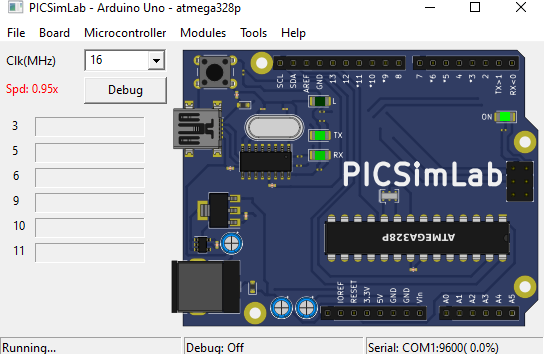 PICSimLab - Arduino Uno - atmega328p
File Board Microcontroller Modules Tools Help
Clk(MHz) 16
Spd: 0.95x Debug
3
5
6
9
10
11
SCL SDA AREF GND 13 12 *11 *10 *9 8 7 *6 *5 4 *3 2 TX>1 RX<0
L
ON
TX
RX
PICSimLab
ATMEGA328P
IOREF RESET 3.3V 5V GND GND Vin A0 A1 A2 A3 A4 A5
Running... Debug: Off Serial: COM1:9600( 0.0%)